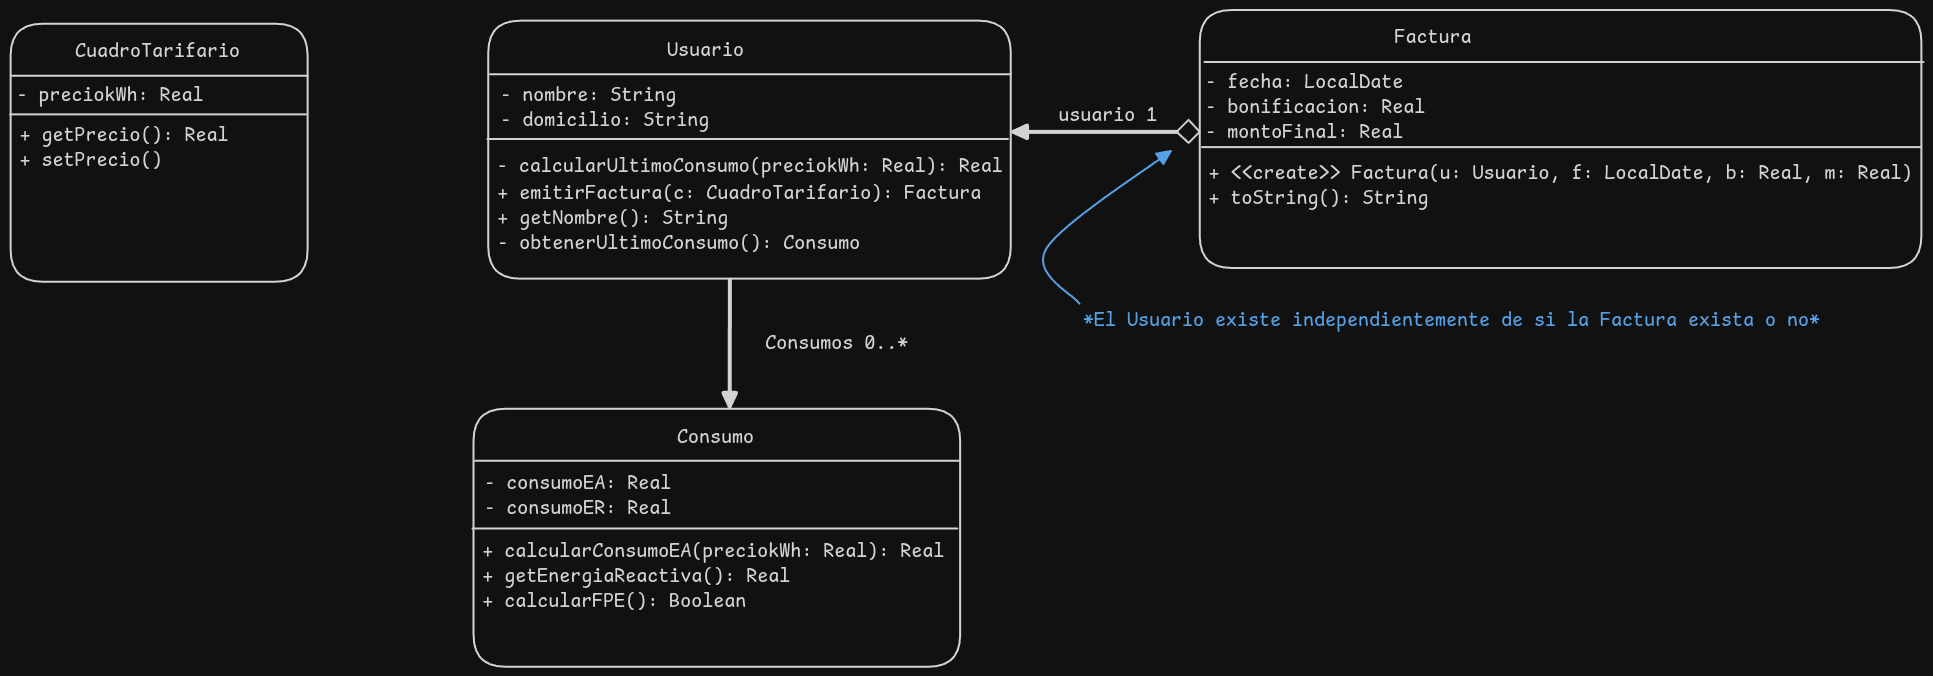 CuadroTarifario
- preciokWh: Real
+ getPrecio(): Real
+ setPrecio()
Usuario
- nombre: String
- domicilio: String
- calcularUltimoConsumo(preciokWh: Real): Real
+ emitirFactura(c: CuadroTarifario): Factura
+ getNombre(): String
- obtenerUltimoConsumo(): Consumo
usuario 1
Factura
- fecha: LocalDate
- bonificacion: Real
- montoFinal: Real
+ <<create>> Factura(u: Usuario, f: LocalDate, b: Real, m: Real)
+ toString(): String
*El Usuario existe independientemente de si la Factura exista o no*
Consumos 0..*
Consumo
- consumoEA: Real
- consumoER: Real
+ calcularConsumoEA(preciokWh: Real): Real
+ getEnergiaReactiva(): Real
+ calcularFPE(): Boolean